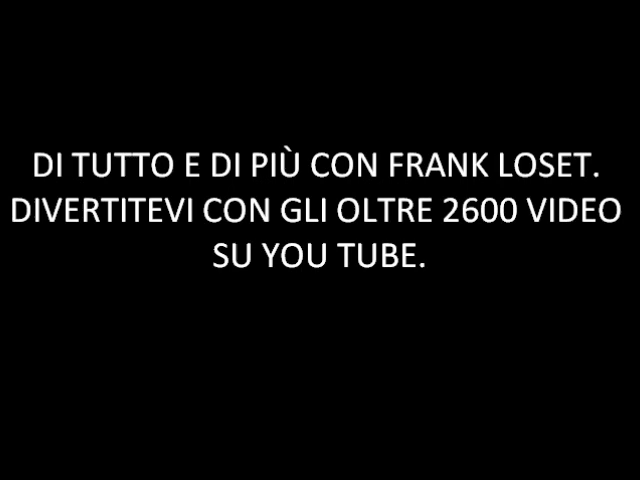 DI TUTTO E DI PIÙ CON FRANK LOSET.
DIVERTITEVI CON GLI OLTRE 2600 VIDEO
SU YOU TUBE.